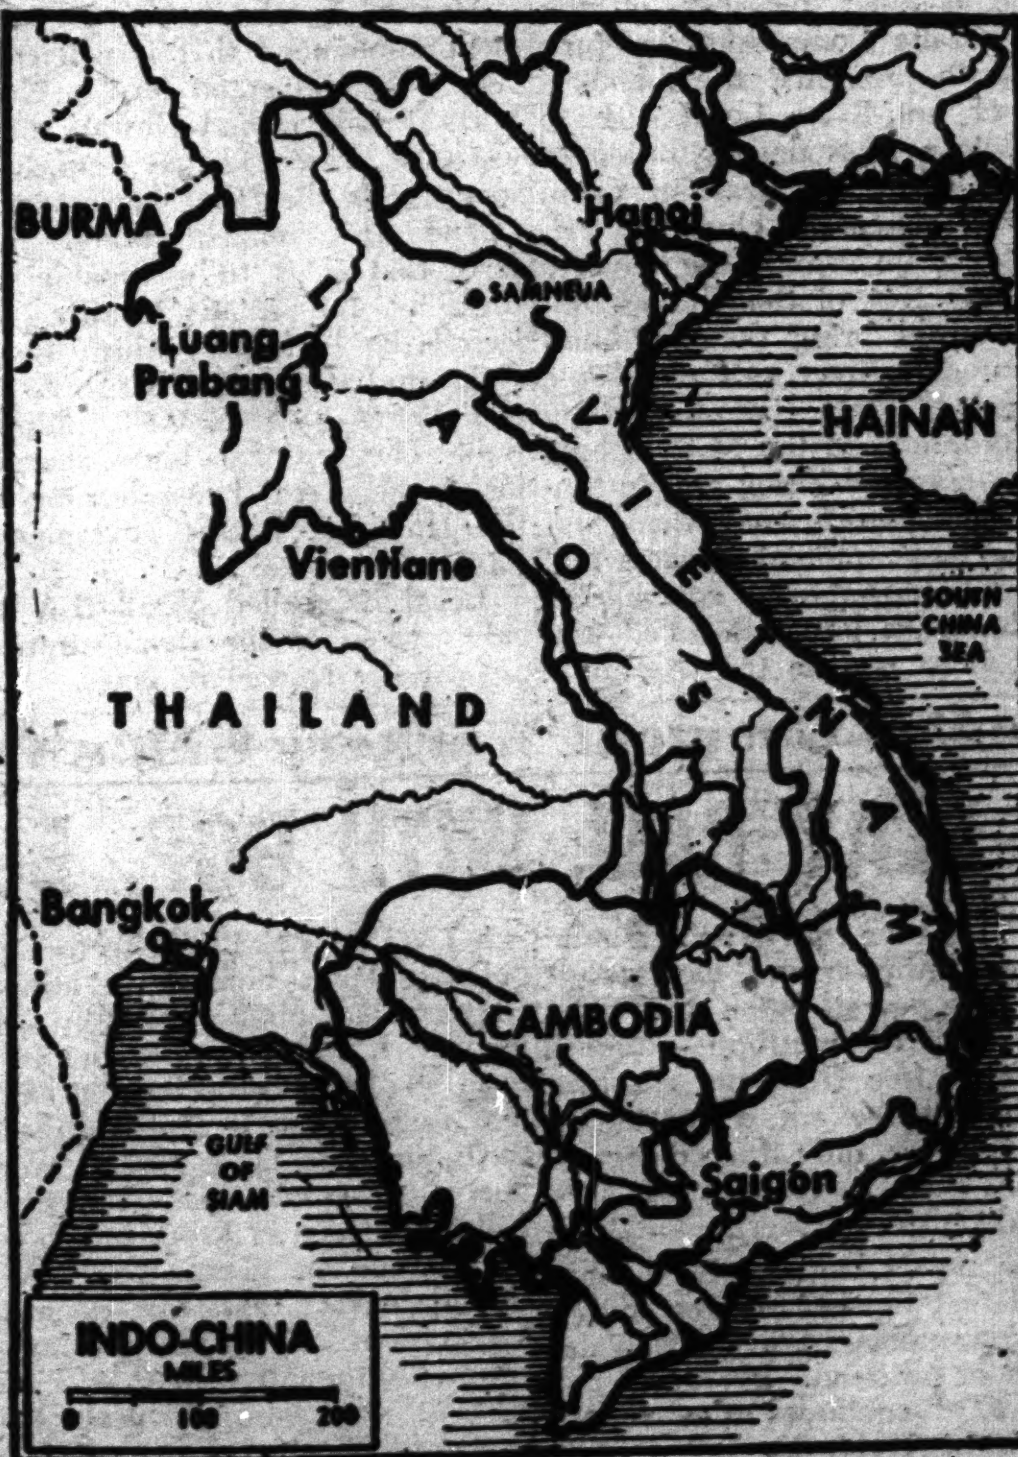 BURMA
Hanoi
SAMNEUA
Luang
Prabang
HAINAN
LAOS
VIETNAM
Vientiane
SOUTH
CHINA
SEA
THAILAND
Bangkok
CAMBODIA
GULF
OF
SIAM
Saigón
INDO-CHINA
MILES
0 100 200